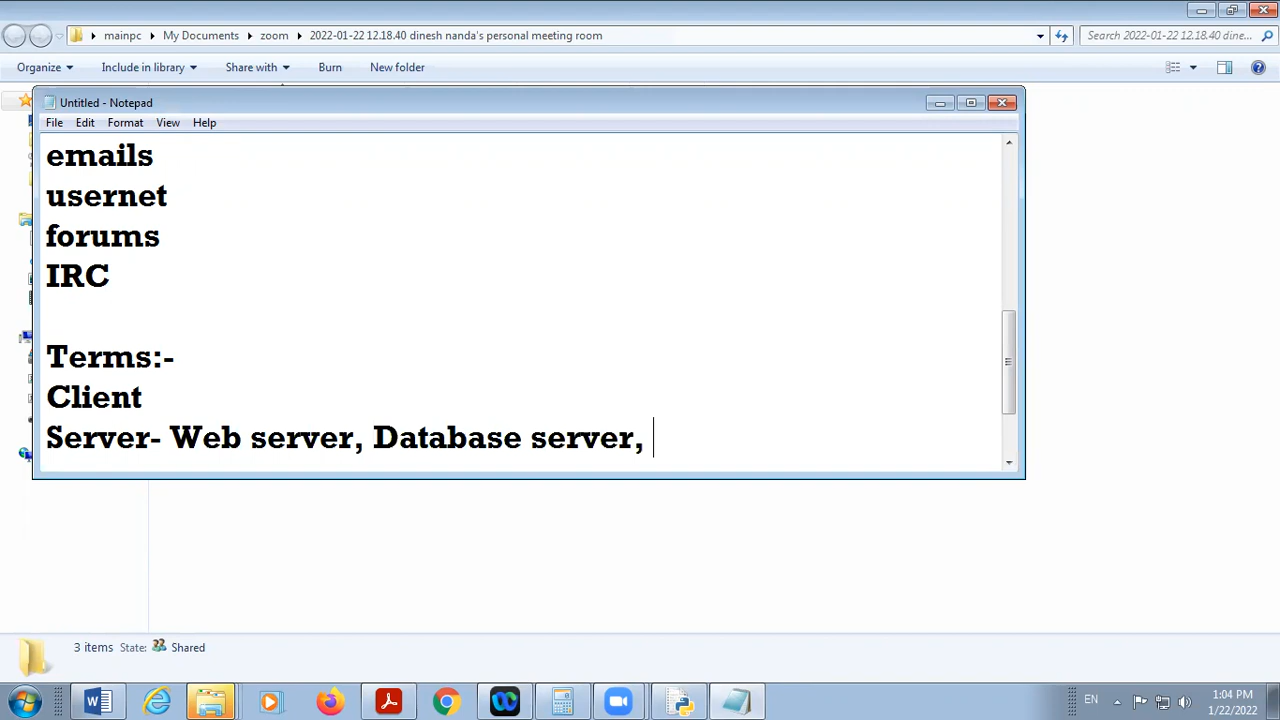 mainpc My Documents zoom 2022-01-22 12.18.40 dinesh nanda's personal meeting room
Search 2022-01-22 12.18.40 dine...
Organize Include in library Share with Burn New folder
Untitled - Notepad
File Edit Format View Help
emails
usernet
forums
IRC
Terms:-
Client
Server- Web server, Database server,
3 items State: Shared
EN
1:04 PM
1/22/2022